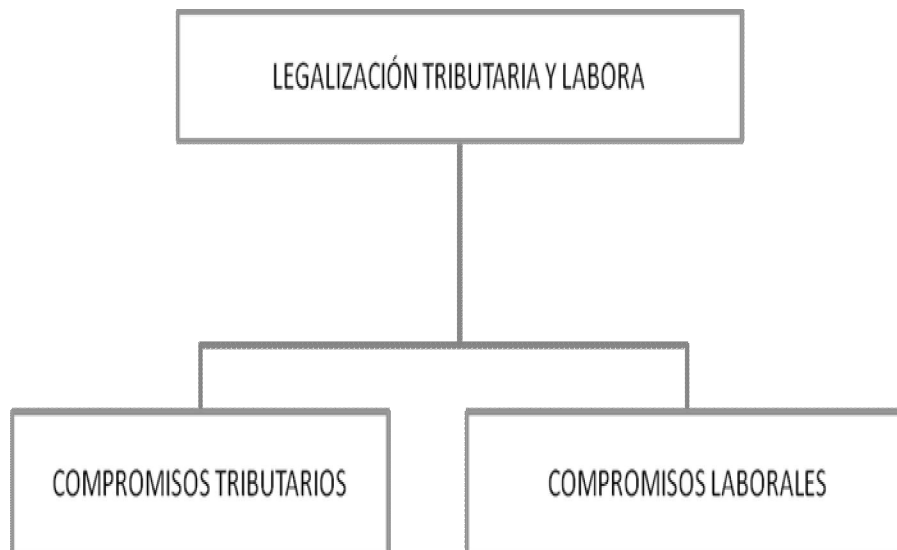 LEGALIZACIÓN TRIBUTARIA Y LABORA
COMPROMISOS TRIBUTARIOS
COMPROMISOS LABORALES